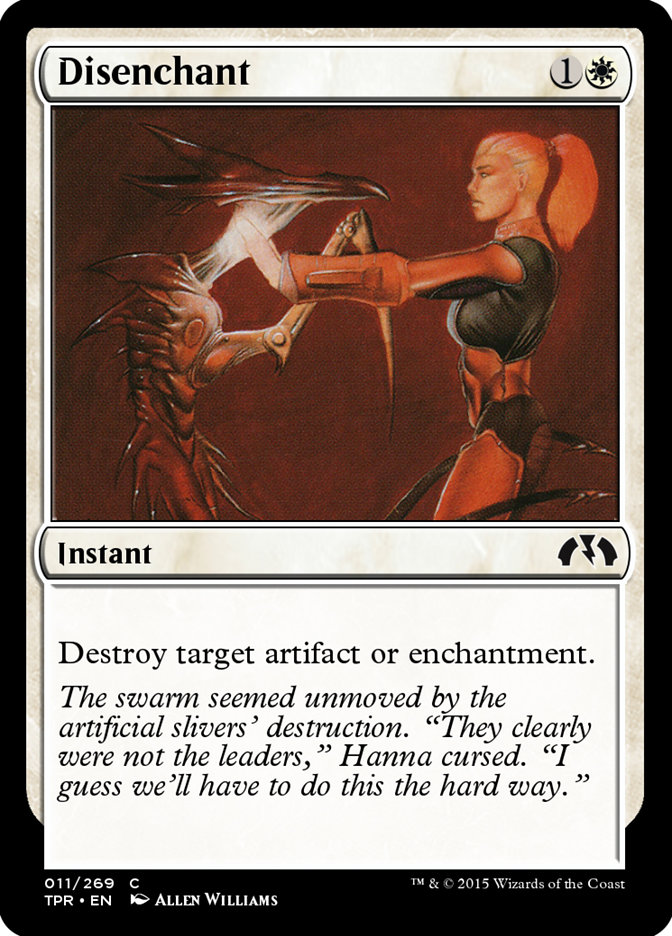 Disenchant 1
Instant
Destroy target artifact or enchantment.
The swarm seemed unmoved by the
artificial slivers’ destruction. “They clearly
were not the leaders,” Hanna cursed. “I
guess we’ll have to do this the hard way.”
011/269 C
TPR • EN ALLEN WILLIAMS
™ & © 2015 Wizards of the Coast